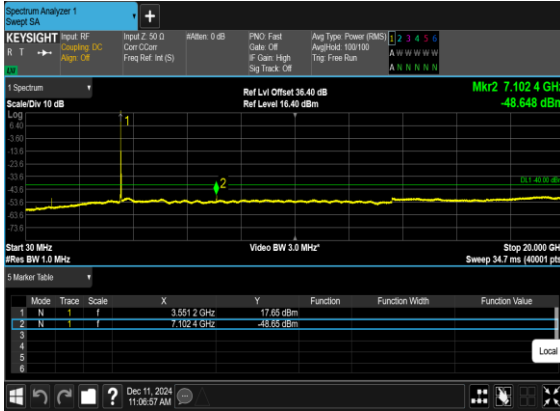 Spectrum Analyzer 1
Swept SA
+
KEYSIGHT Input: RF Input Z: 50 Ω #Atten: 0 dB PNO: Fast Avg Type: Power (RMS) 1 2 3 4 5 6
R T Coupling: DC Corr CCorr Gate: Off Avg|Hold: 100/100 A W W W W W
Align: Off Freq Ref: Int (S) IF Gain: High Trig: Free Run
Sig Track: Off A N N N N N
1 Spectrum
Ref Lvl Offset 36.40 dB Mkr2 7.102 4 GHz
Scale/Div 10 dB Ref Level 16.40 dBm -48.648 dBm
Log
1
6.40
-3.60
-13.6
-23.6
-33.6
DL1 -40.00 dBm
2
-43.6
-53.6
-63.6
-73.6
Start 30 MHz Video BW 3.0 MHz* Stop 20.000 GH
#Res BW 1.0 MHz Sweep 34.7 ms (40001 pts
5 Marker Table
Mode Trace Scale X Y Function Function Width Function Value
1 N 1 f 3.551 2 GHz 17.65 dBm
2 N 1 f 7.102 4 GHz -48.65 dBm
3
4
5
6
Local
? Dec 11, 2024
11:06:57 AM